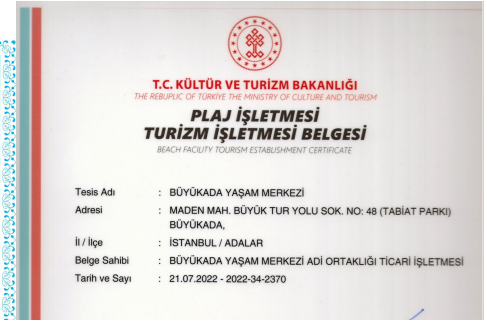 T.C. KÜLTÜR VE TURİZM BAKANLIĞI
THE REBUPLIC OF TÜRKİYE THE MINISTRY OF CULTURE AND TOURISM
PLAJ İŞLETMESİ
TURİZM İŞLETMESİ BELGESİ
BEACH FACILITY TOURISM ESTABLISHMENT CERTIFICATE
Tesis Adı : BÜYÜKADA YAŞAM MERKEZİ
Adresi : MADEN MAH. BÜYÜK TUR YOLU SOK. NO: 48 (TABİAT PARKI)
BÜYÜKADA,
İl / İlçe : İSTANBUL / ADALAR
Belge Sahibi : BÜYÜKADA YAŞAM MERKEZİ ADİ ORTAKLIĞI TİCARİ İŞLETMESİ
Tarih ve Sayı : 21.07.2022 - 2022-34-2370